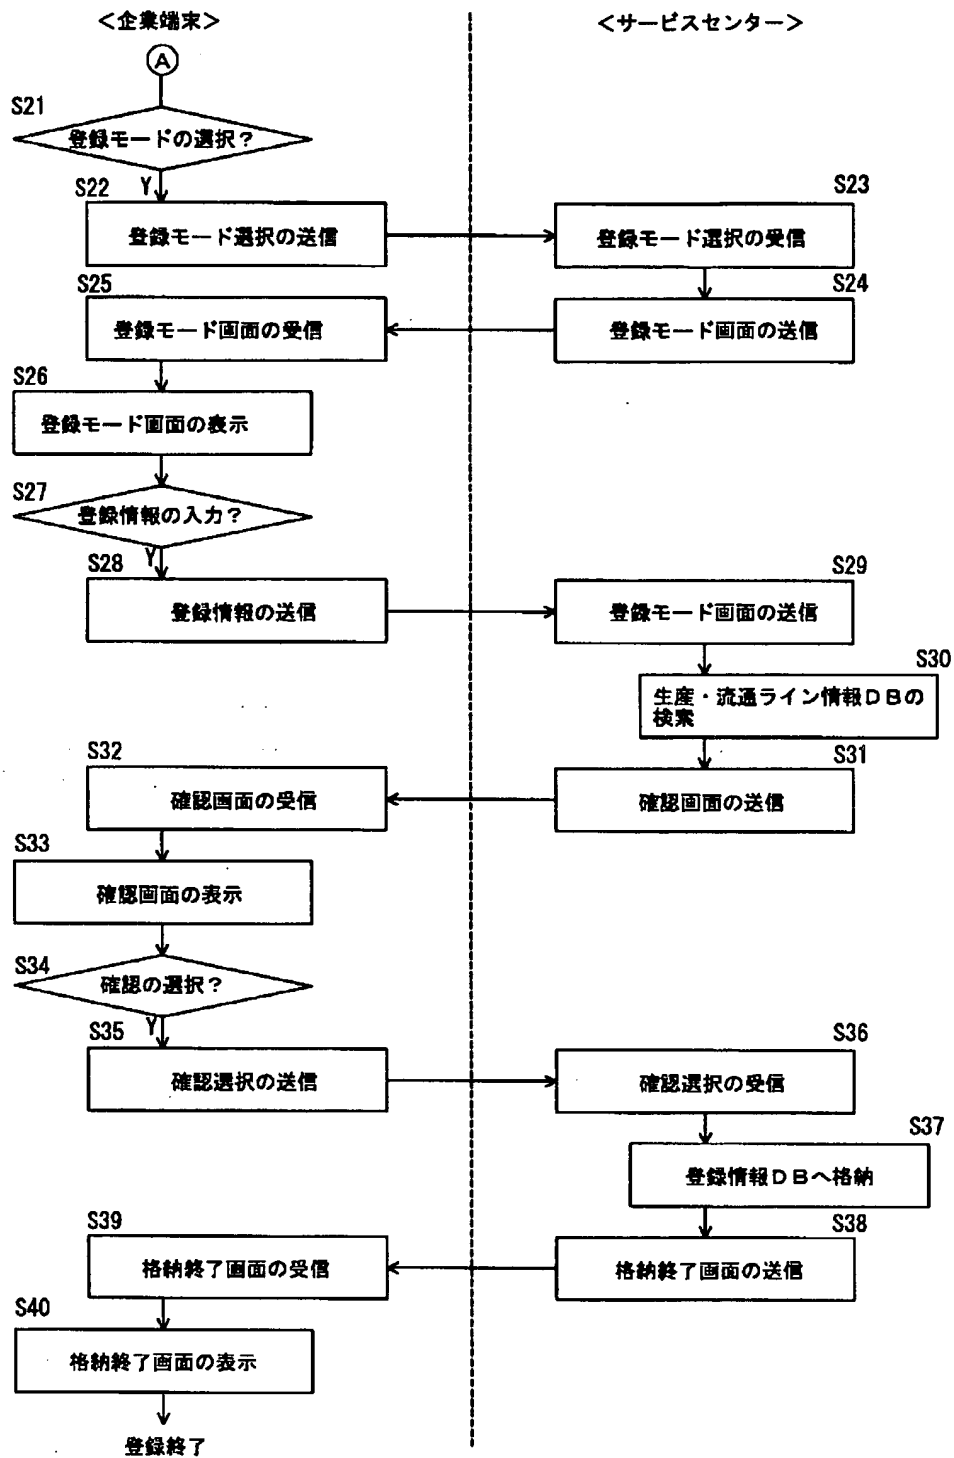 ＜企業端末＞
＜サービスセンター＞
A
S21
登録モードの選択？
Y
S22
登録モード選択の送信
S23
登録モード選択の受信
S24
登録モード画面の送信
S25
登録モード画面の受信
S26
登録モード画面の表示
S27
登録情報の入力？
Y
S28
登録情報の送信
S29
登録モード画面の送信
S30
生産・流通ライン情報ＤＢの
検索
S31
確認画面の送信
S32
確認画面の受信
S33
確認画面の表示
S34
確認の選択？
Y
S35
確認選択の送信
S36
確認選択の受信
S37
登録情報ＤＢへ格納
S38
格納終了画面の送信
S39
格納終了画面の受信
S40
格納終了画面の表示
登録終了